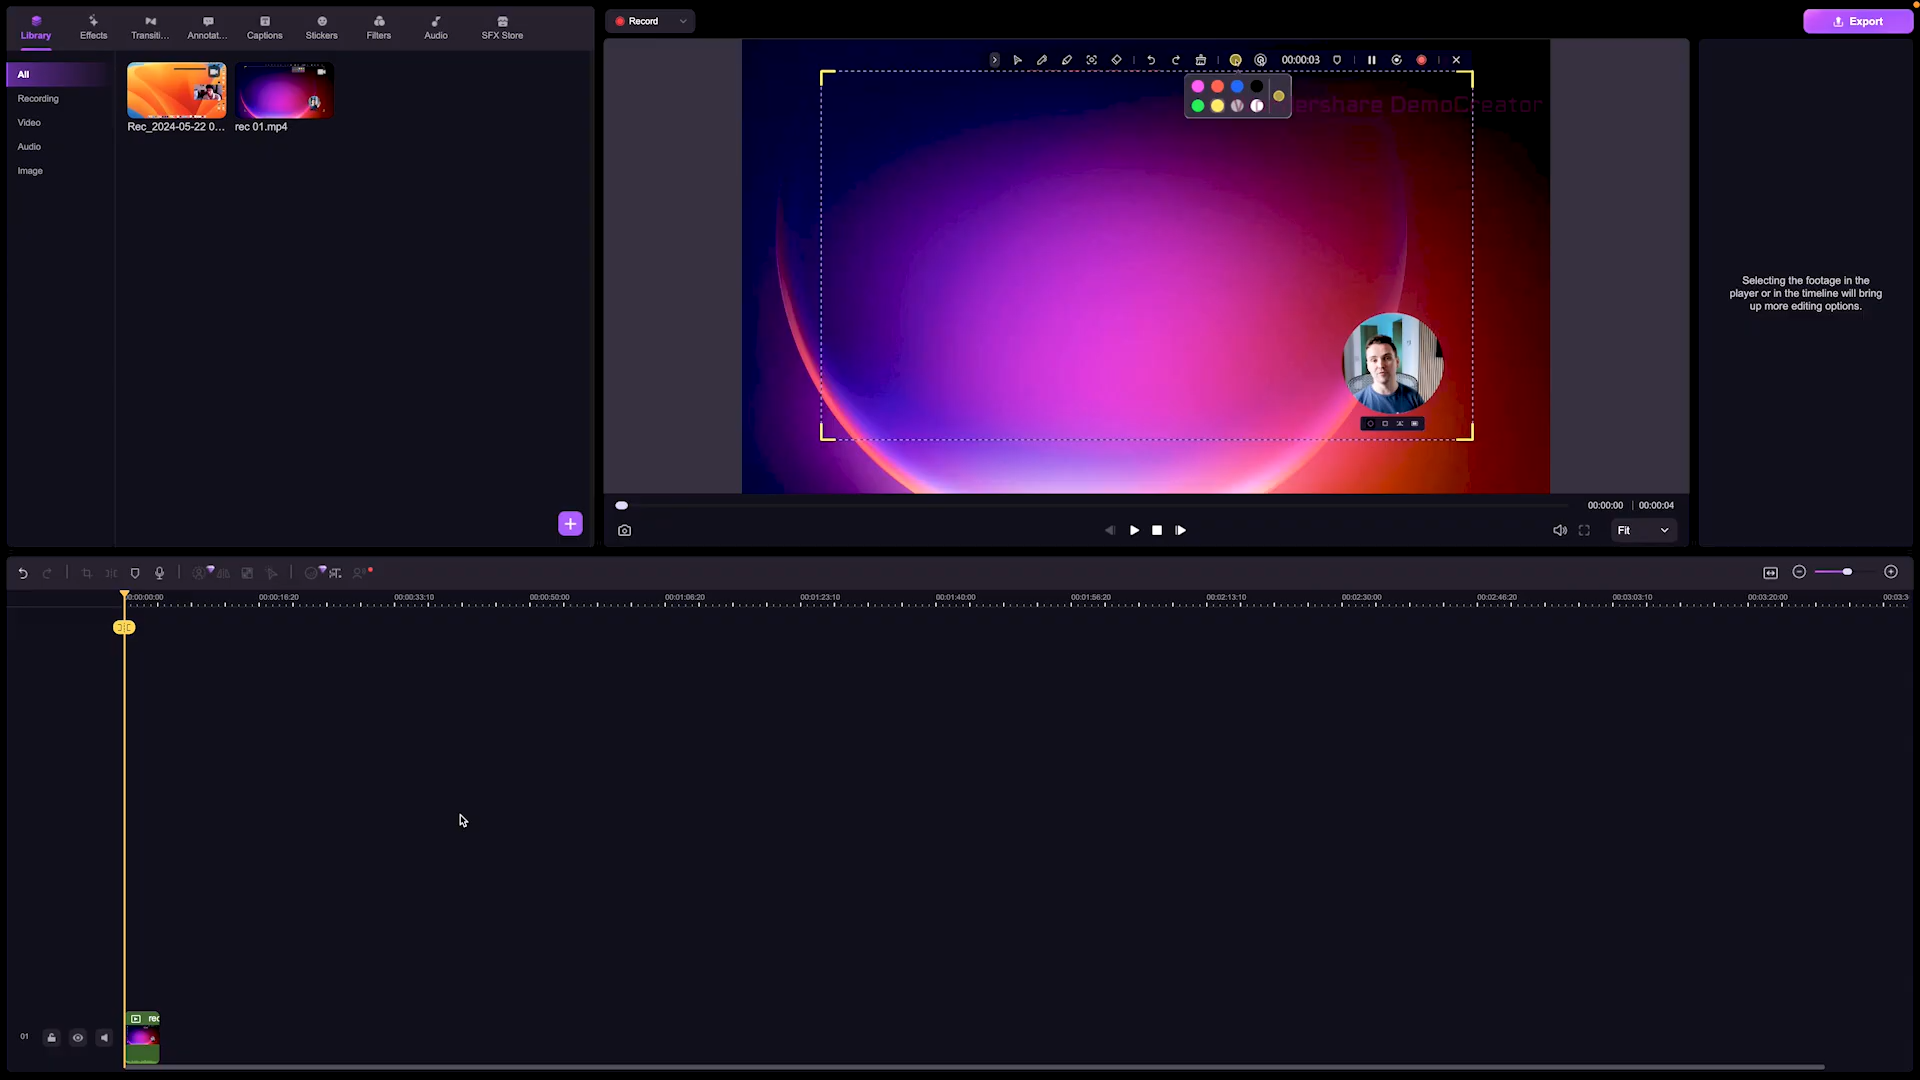 Library
Effects
Transiti...
Annotat...
Captions
Stickers
Filters
Audio
SFX Store
Record
Export
All
Recording
Video
Audio
Image
Rec_2024-05-22 0...
rec 01.mp4
00:00:03
ershare DemoCreator
Selecting the footage in the
player or in the timeline will bring
up more editing options.
00:00:00 | 00:00:04
Fit
00:00:00:00
00:00:16:20
00:00:33:10
00:00:50:00
00:01:06:20
00:01:23:10
00:01:40:00
00:01:56:20
00:02:13:10
00:02:30:00
00:02:46:20
00:03:03:10
00:03:20:00
00:03:3
rec
01